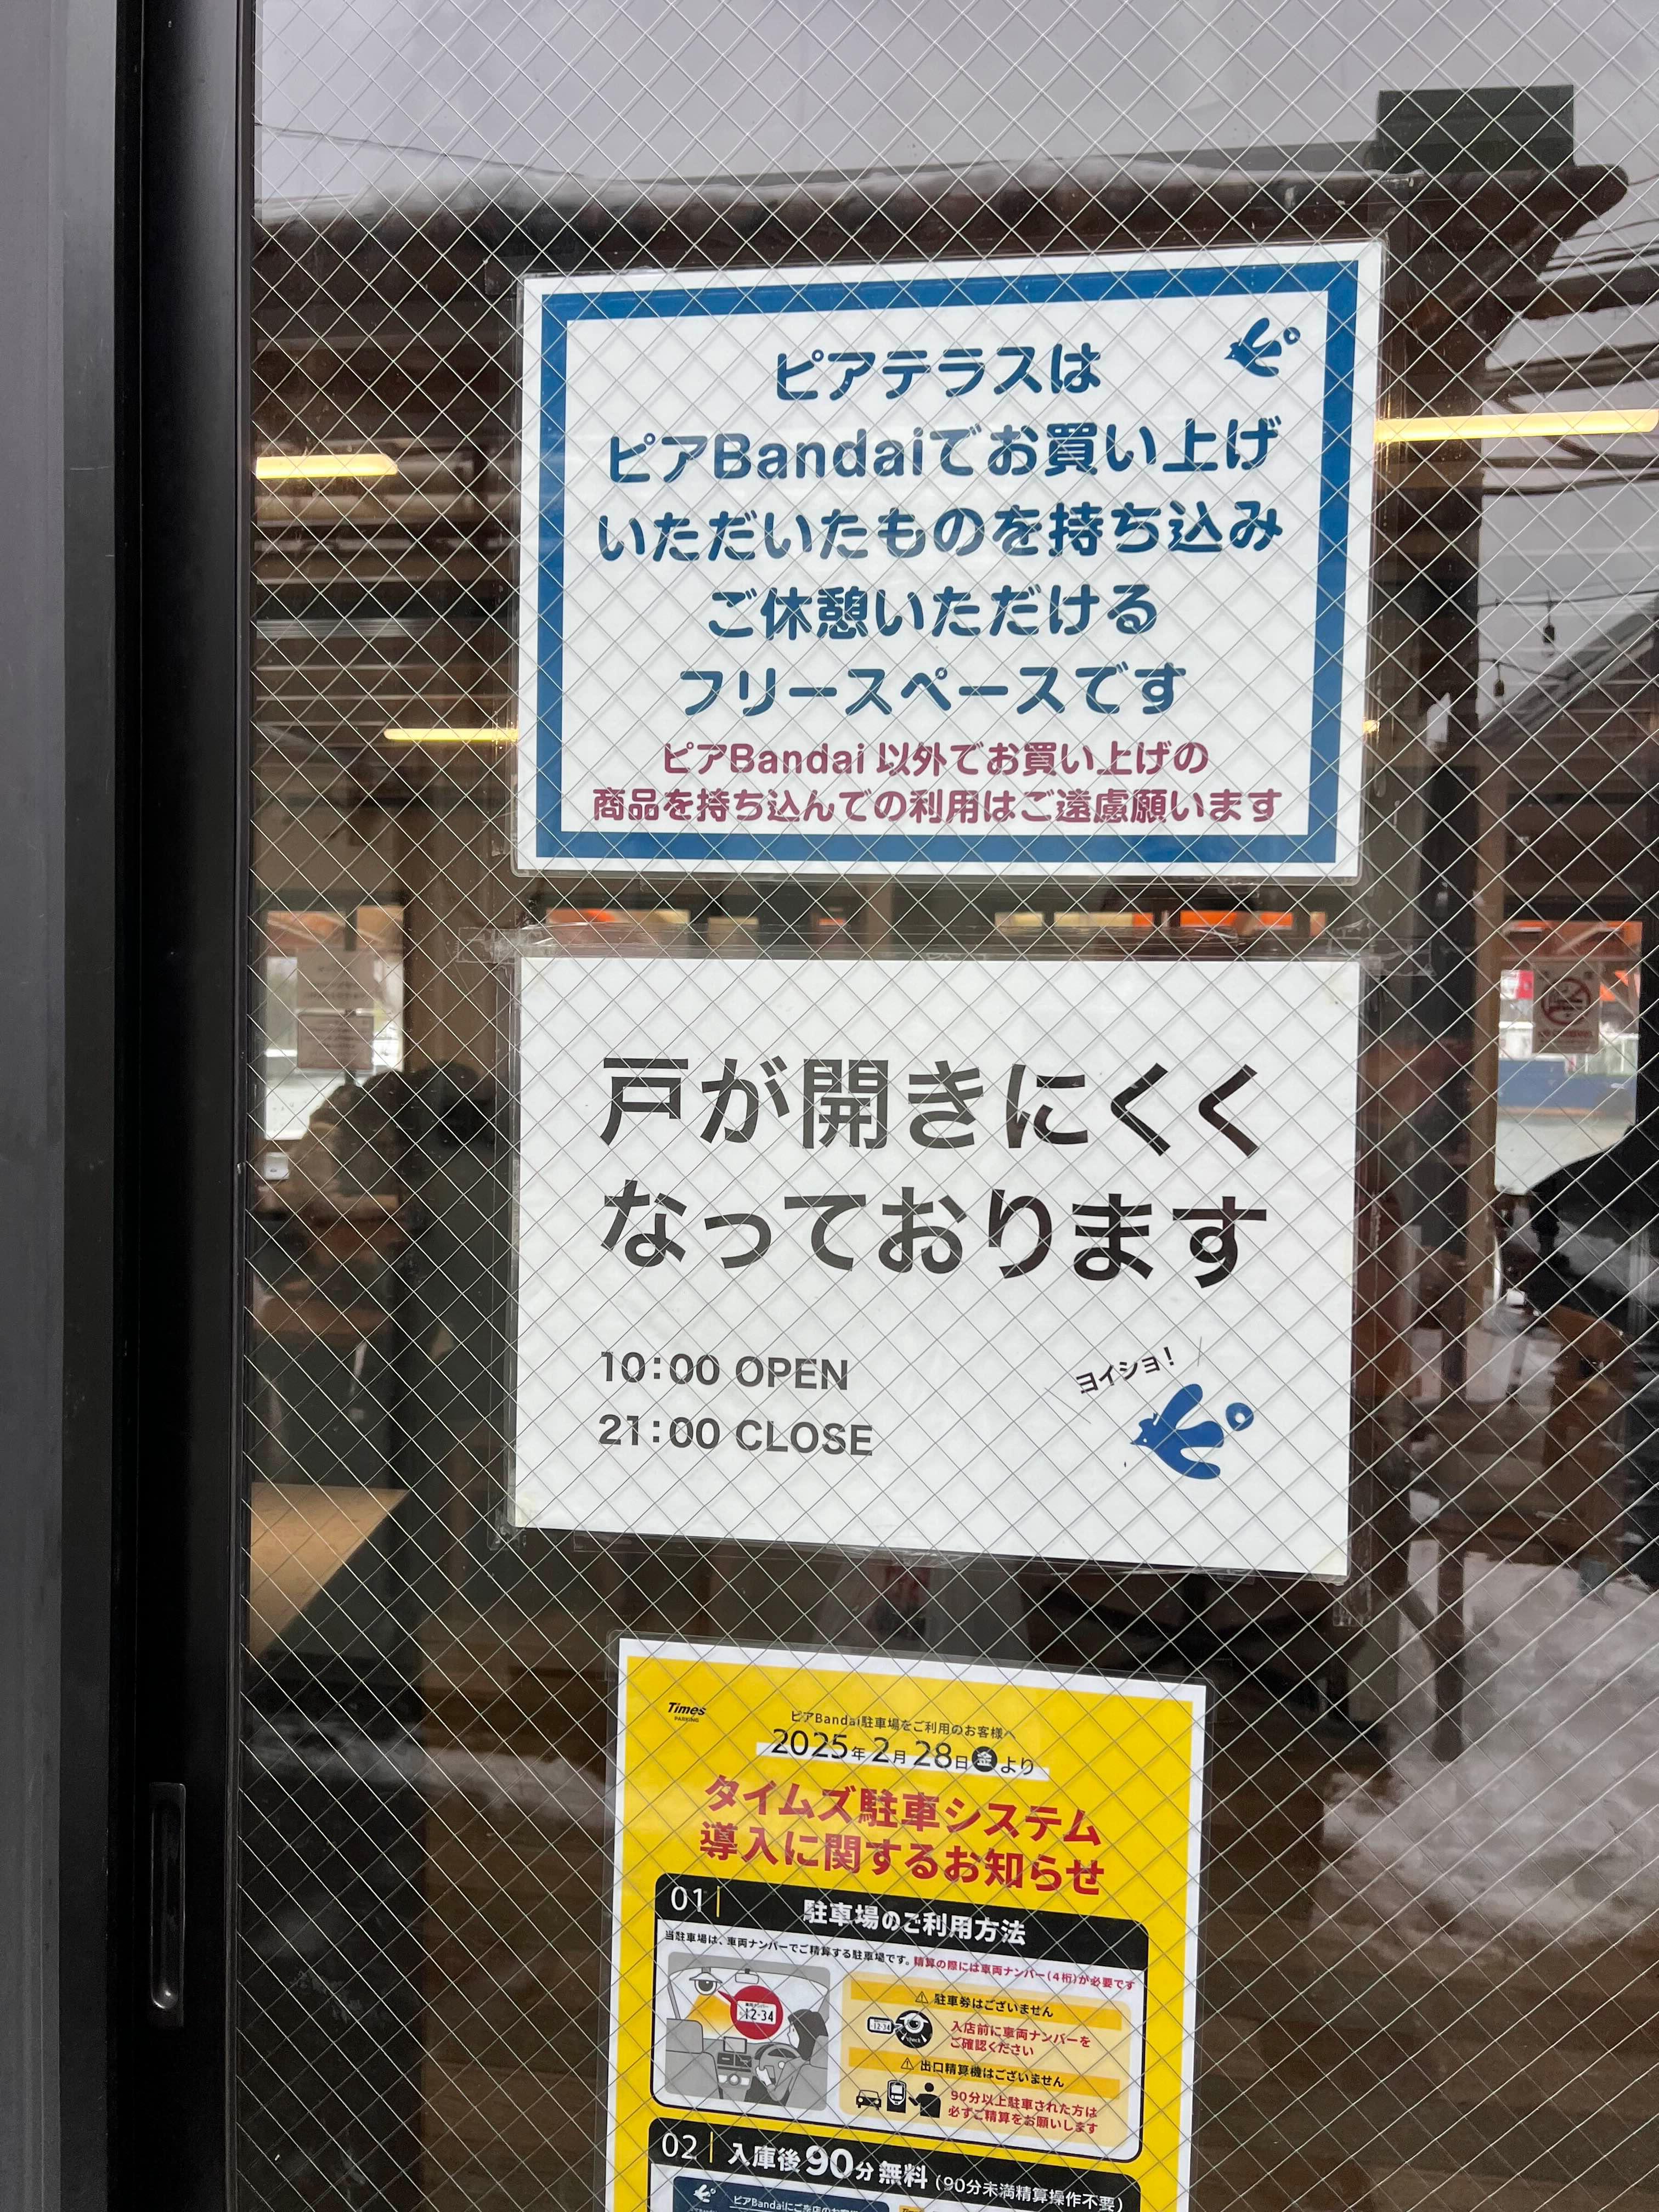 ピアテラスは
ピアBandaiでお買い上げ
いただいたものを持ち込み
ご休憩いただける
フリースペースです
ピアBandai 以外でお買い上げの
商品を持ち込んでの利用はご遠慮願います
戸が開きにくく
なっております
10:00 OPEN
21:00 CLOSE
ヨイショ!
Times
PARKING
ピアBandai駐車場をご利用のお客様へ
2025年2月28日金より
タイムズ駐車システム
導入に関するお知らせ
01 駐車場のご利用方法
当駐車場は、車両ナンバーでご精算する駐車場です。精算の際には車両ナンバー(4桁)が必要です
12-34
駐車券はございません
12-34
入店前に車両ナンバーを
ご確認ください
出口精算機はございません
90分以上駐車された方は
必ずご精算をお願いします
02 入庫後90分無料(90分未満精算操作不要)